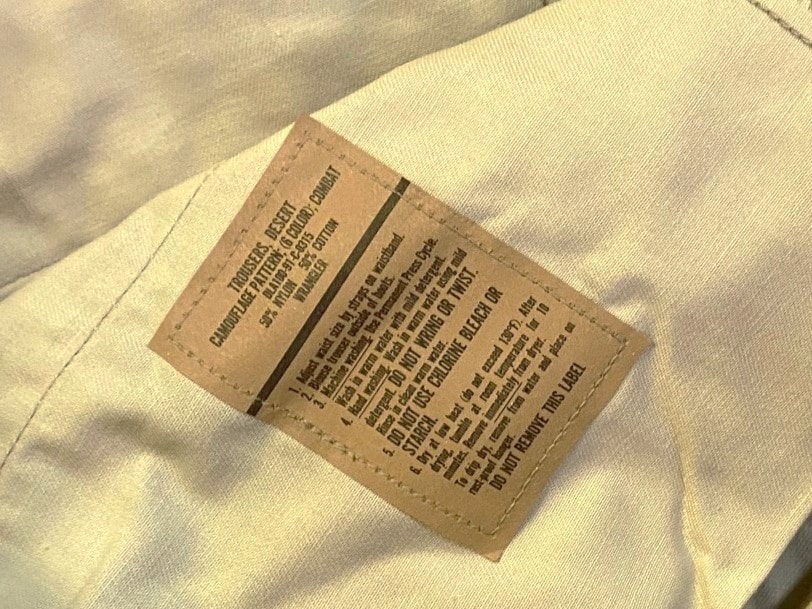 TROUSERS, DESERT
CAMOUFLAGE PATTERN: (6 COLOR); COMBAT
DLA100-91-C-0315
50% NYLON 50% COTTON
WRANGLER
1. Adjust waist size by straps on waistband.
2. Blouse trouser outside of boots.
3. Machine washing: Use Permanent Press Cycle.
Wash in warm water with mild detergent.
4. Hand washing: Wash in warm water using mild
detergent. DO NOT WRING OR TWIST.
Rinse in clean warm water.
5. DO NOT USE CHLORINE BLEACH OR
STARCH.
6. Dry at low heat (do not exceed 130°F). After
drying, tumble at room temperature for 10
minutes. Remove immediately from dryer.
To drip dry, remove from water and place on
rust-proof hanger.
DO NOT REMOVE THIS LABEL